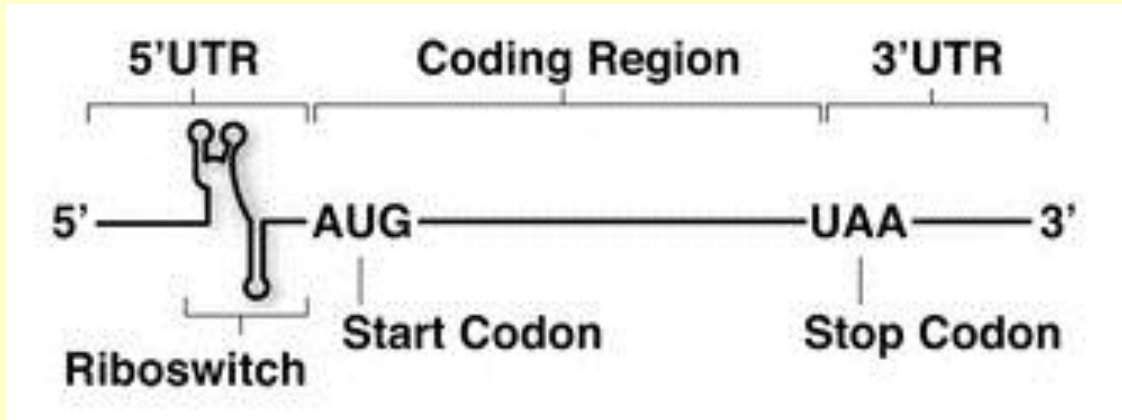 5’UTR Coding Region 3’UTR
5’ AUG UAA 3’
Start Codon Stop Codon
Riboswitch